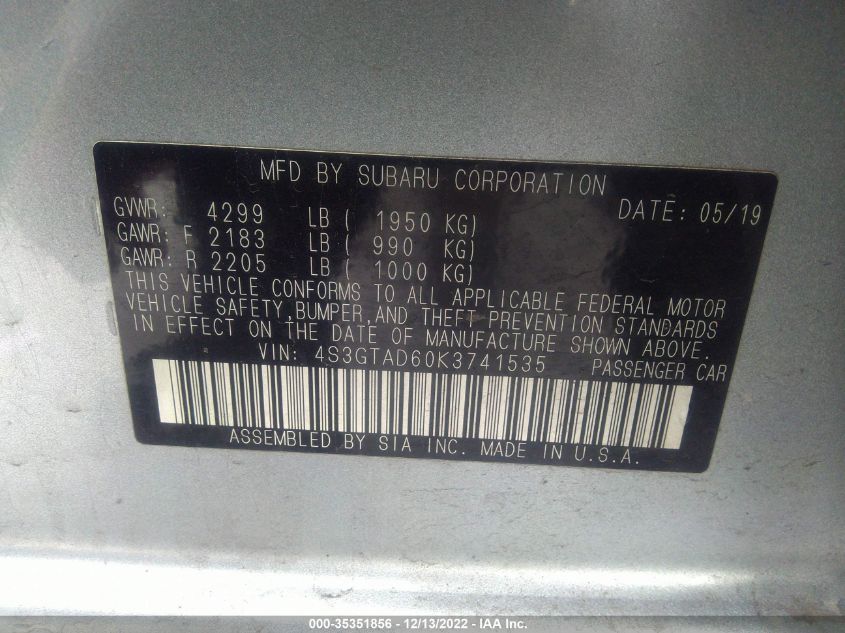 MFD BY SUBARU CORPORATION
GVWR: 4299 LB ( 1950 KG) DATE: 05/19
GAWR: F 2183 LB ( 990 KG)
GAWR: R 2205 LB ( 1000 KG)
THIS VEHICLE CONFORMS TO ALL APPLICABLE FEDERAL MOTOR
VEHICLE SAFETY,BUMPER,AND THEFT PREVENTION STANDARDS
IN EFFECT ON THE DATE OF MANUFACTURE SHOWN ABOVE.
VIN: 4S3GTAD60K3741535 PASSENGER CAR
ASSEMBLED BY SIA INC. MADE IN U.S.A.
000-35351856 - 12/13/2022 - IAA Inc.